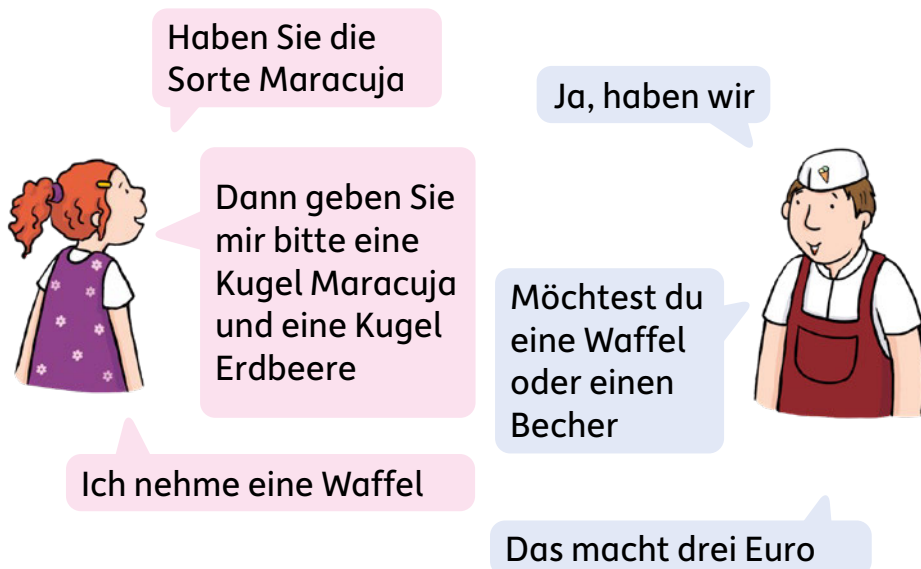 Haben Sie die
Sorte Maracuja
Ja, haben wir
Dann geben Sie
mir bitte eine
Kugel Maracuja
und eine Kugel
Erdbeere
Möchtest du
eine Waffel
oder einen
Becher
Ich nehme eine Waffel
Das macht drei Euro